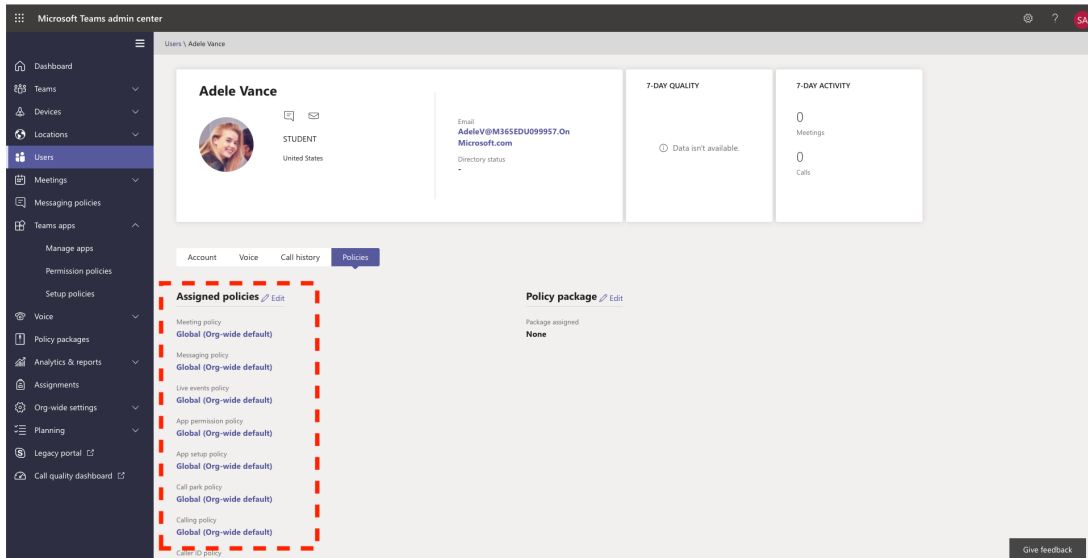 Microsoft Teams admin center
?
SA
Users \ Adele Vance
Dashboard
Teams
Devices
Locations
Users
Meetings
Messaging policies
Teams apps
Manage apps
Permission policies
Setup policies
Voice
Policy packages
Analytics & reports
Assignments
Org-wide settings
Planning
Legacy portal
Call quality dashboard
Adele Vance
STUDENT
United States
Email
AdeleV@M365EDU099957.On
Microsoft.com
Directory status
-
7-DAY QUALITY
Data isn't available.
7-DAY ACTIVITY
0
Meetings
0
Calls
Account Voice Call history Policies
Assigned policies Edit
Meeting policy
Global (Org-wide default)
Messaging policy
Global (Org-wide default)
Live events policy
Global (Org-wide default)
App permission policy
Global (Org-wide default)
App setup policy
Global (Org-wide default)
Call park policy
Global (Org-wide default)
Calling policy
Global (Org-wide default)
Caller ID policy
Policy package Edit
Package assigned
None
Give feedback